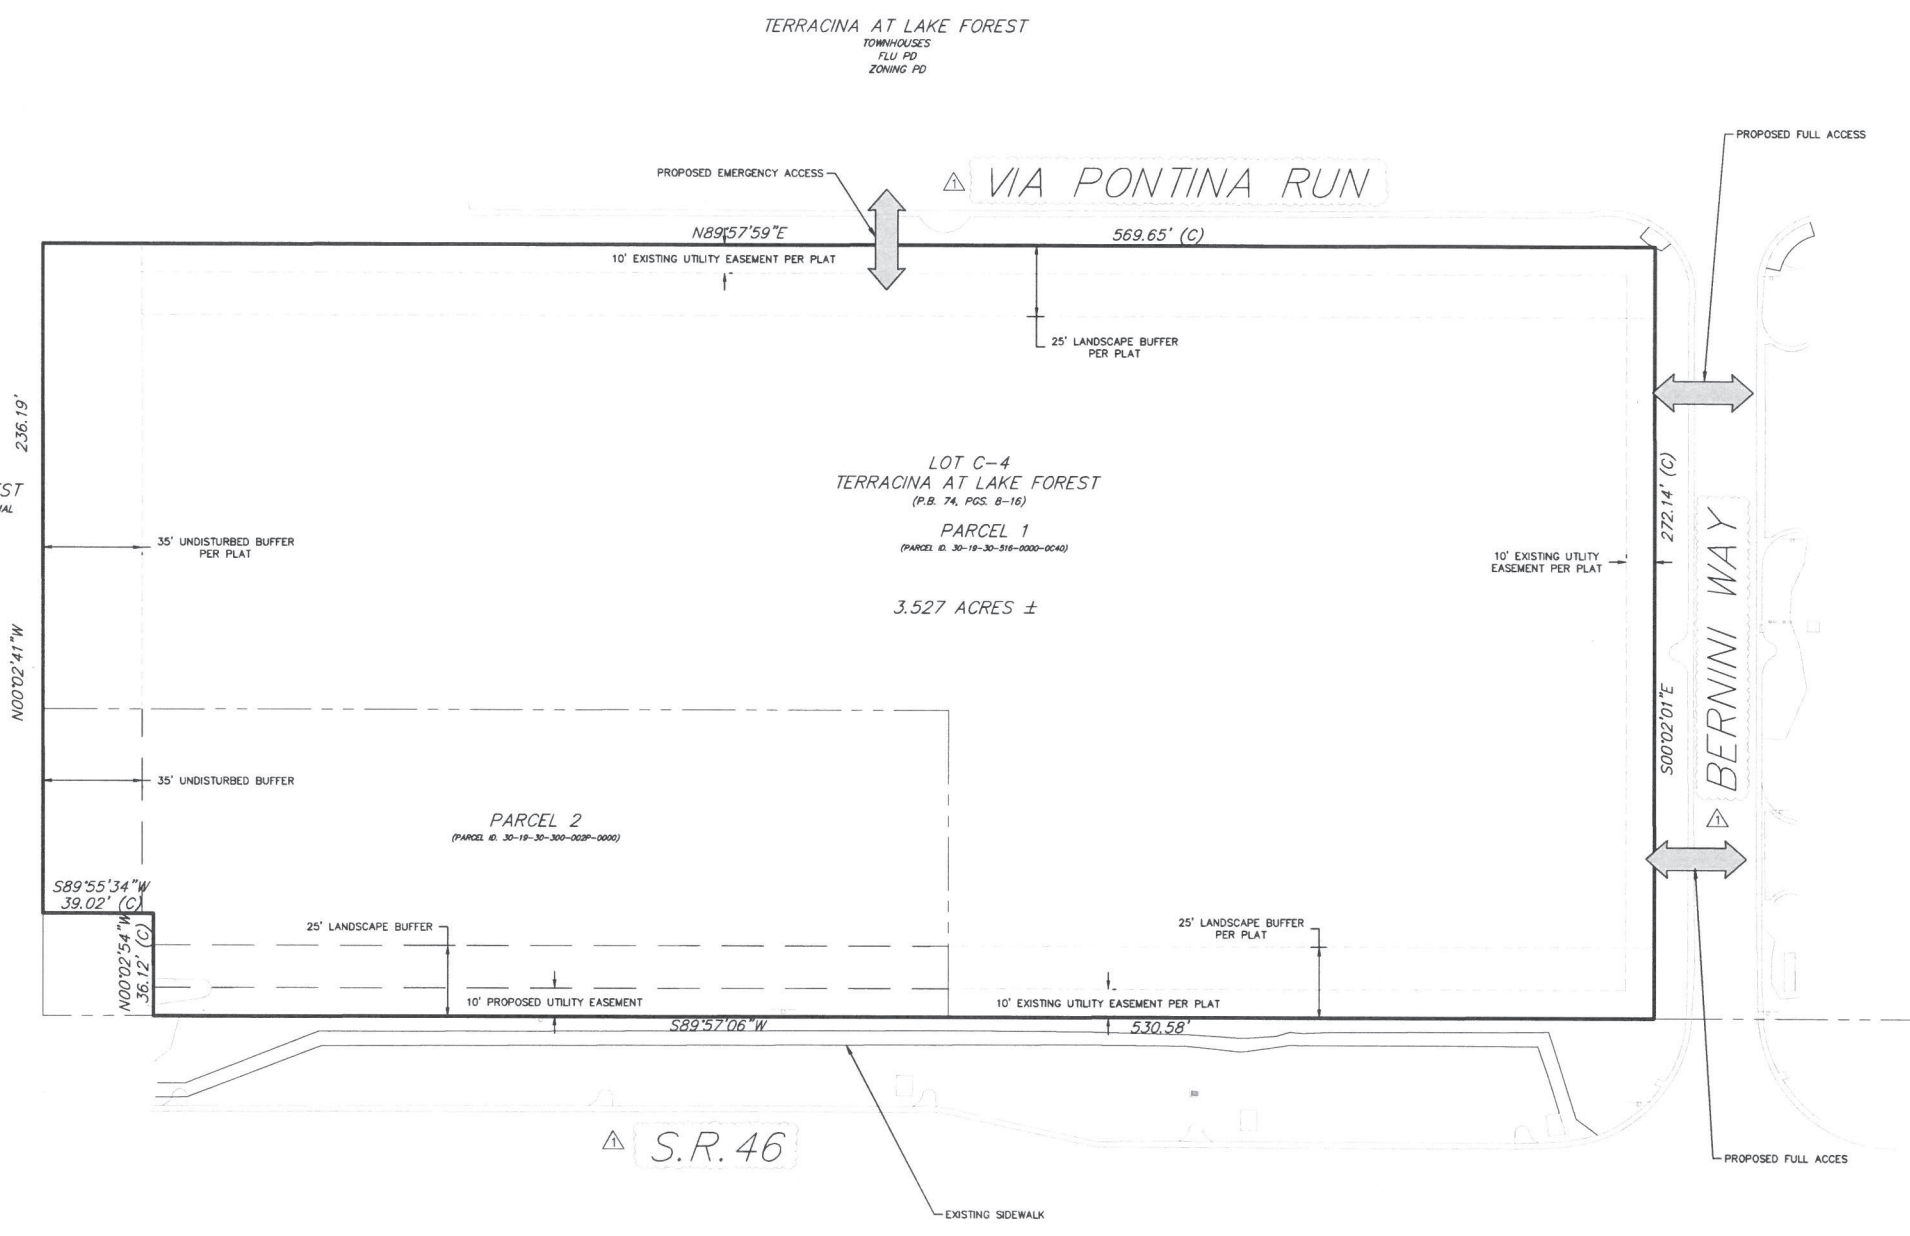 TERRACINA AT LAKE FOREST
TOWNHOUSES
FLU PD
ZONING PD
PROPOSED FULL ACCESS
PROPOSED EMERGENCY ACCESS
1
VIA PONTINA RUN
N89°57'59"E
569.65' (C)
10' EXISTING UTILITY EASEMENT PER PLAT
25' LANDSCAPE BUFFER
PER PLAT
236.19'
LOT C-4
TERRACINA AT LAKE FOREST
(P.B. 74, PGS. 8-16)
PARCEL 1
(PARCEL ID. 30-19-30-516-0000-0C40)
3.527 ACRES ±
35' UNDISTURBED BUFFER
PER PLAT
10' EXISTING UTLITY
EASEMENT PER PLAT
272.14' (C)
BERNINI WAY
1
N00°02'41"W
S00°02'01"E
35' UNDISTURBED BUFFER
PARCEL 2
(PARCEL ID. 30-19-30-300-002P-0000)
S89°55'34"W
39.02' (C)
N00°02'54"W
36.12' (C)
25' LANDSCAPE BUFFER
25' LANDSCAPE BUFFER
PER PLAT
10' PROPOSED UTILITY EASEMENT
10' EXISTING UTILITY EASEMENT PER PLAT
S89°57'06"W
530.58'
1
S.R. 46
PROPOSED FULL ACCES
EXISTING SIDEWALK